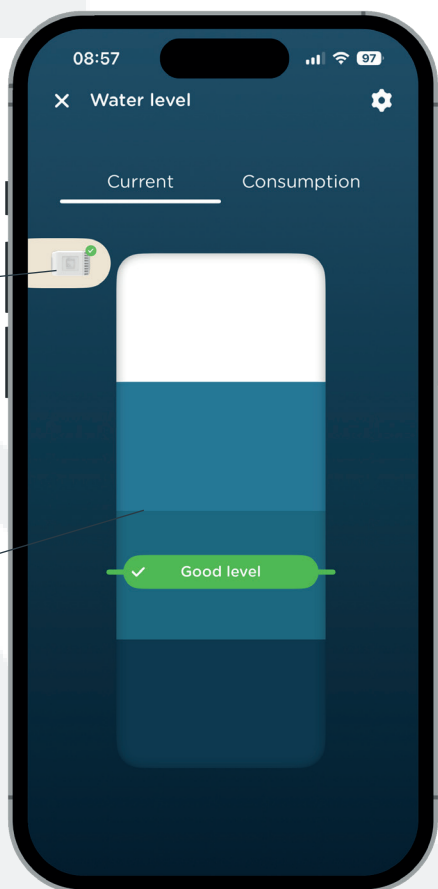 08:57
97
Water level
Current
Consumption
Good level